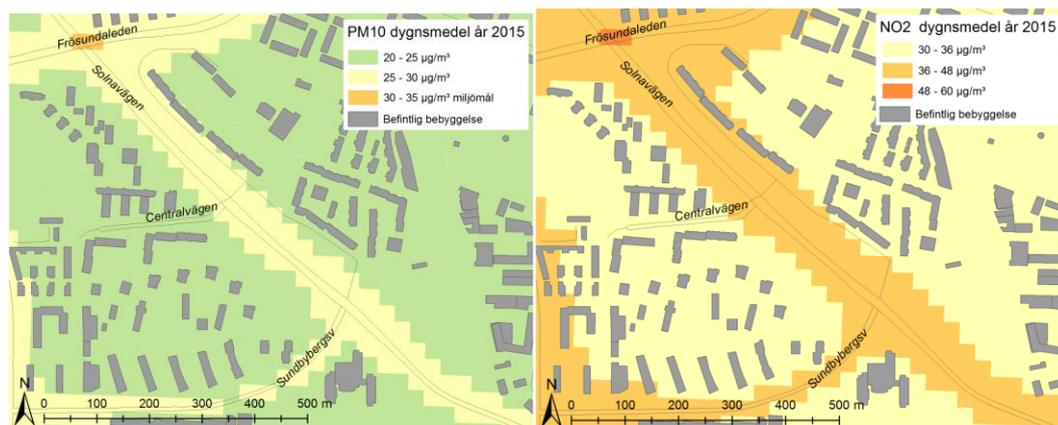 PM10 dygnsmedel år 2015
20 - 25 µg/m³
25 - 30 µg/m³
30 - 35 µg/m³ miljömål
Befintlig bebyggelse
Frösundaleden
Solnavägen
Centralvägen
Sundbybergsv
N
0 100 200 300 400 500 m
NO2 dygnsmedel år 2015
30 - 36 µg/m³
36 - 48 µg/m³
48 - 60 µg/m³
Befintlig bebyggelse
Frösundaleden
Solnavägen
Centralvägen
Sundbybergsv
N
0 100 200 300 400 500 m